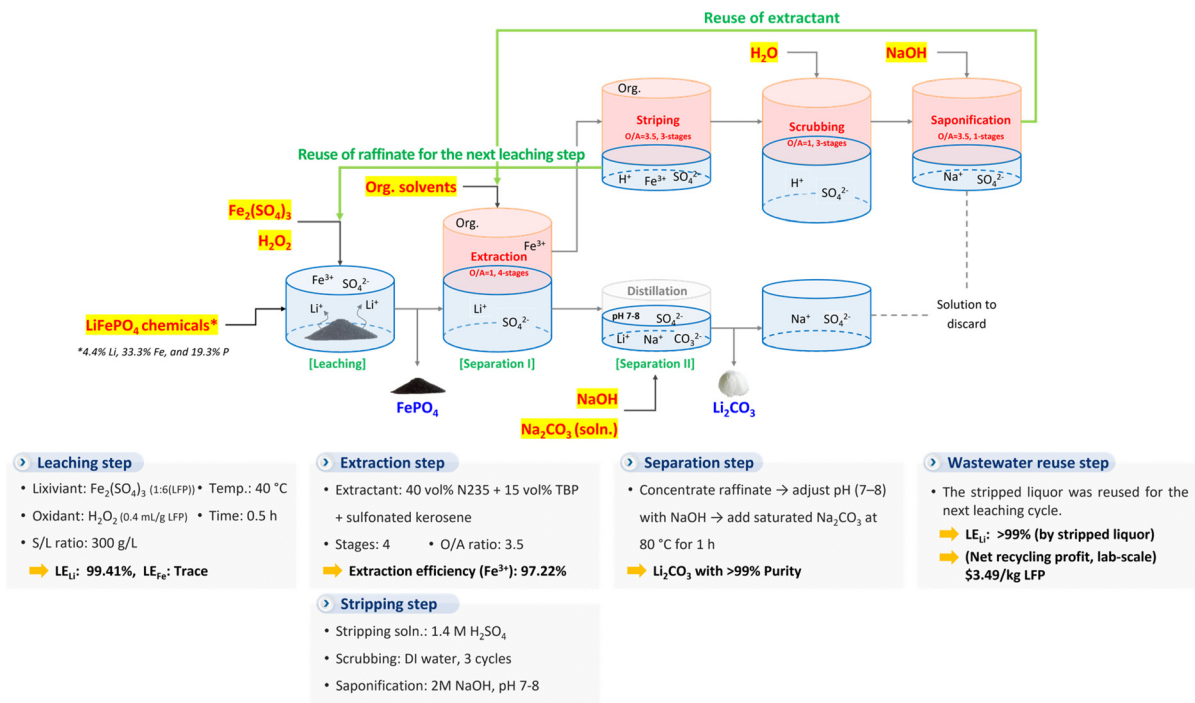 Reuse of extractant
H₂O
NaOH
Org.
Striping
O/A=3.5, 3-stages
H⁺ Fe³⁺ SO₄²⁻
Scrubbing
O/A=1, 3-stages
H⁺ SO₄²⁻
Saponification
O/A=3.5, 1-stages
Na⁺ SO₄²⁻
Reuse of raffinate for the next leaching step
Org. solvents
Fe₂(SO₄)₃
H₂O₂
Org.
Fe³⁺
Extraction
O/A=1, 4-stages
Li⁺
SO₄²⁻
Fe³⁺ SO₄²⁻
Li⁺ Li⁺
LiFePO₄ chemicals*
*4.4% Li, 33.3% Fe, and 19.3% P
[Leaching]
[Separation I]
Distillation
pH 7-8 SO₄²⁻
Li⁺ Na⁺ CO₃²⁻
[Separation II]
Na⁺ SO₄²⁻
Solution to
discard
FePO₄
NaOH
Na₂CO₃ (soln.)
Li₂CO₃
Leaching step
• Lixiviant: Fe₂(SO₄)₃ (1:6(LFP)) • Temp.: 40 °C
• Oxidant: H₂O₂ (0.4 mL/g LFP) • Time: 0.5 h
• S/L ratio: 300 g/L
LE_Li: 99.41%, LE_Fe: Trace
Extraction step
• Extractant: 40 vol% N235 + 15 vol% TBP
+ sulfonated kerosene
• Stages: 4 • O/A ratio: 3.5
Extraction efficiency (Fe³⁺): 97.22%
Stripping step
• Stripping soln.: 1.4 M H₂SO₄
• Scrubbing: DI water, 3 cycles
• Saponification: 2M NaOH, pH 7-8
Separation step
• Concentrate raffinate → adjust pH (7–8)
with NaOH → add saturated Na₂CO₃ at
80 °C for 1 h
Li₂CO₃ with >99% Purity
Wastewater reuse step
• The stripped liquor was reused for the
next leaching cycle.
LE_Li: >99% (by stripped liquor)
(Net recycling profit, lab-scale)
$3.49/kg LFP